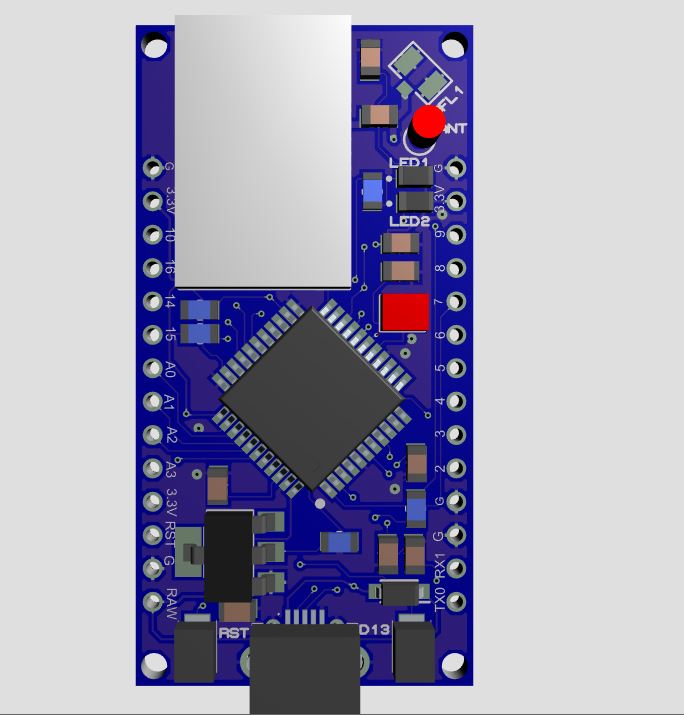 FL1
ANT
LED1
LED2
G
3.3V
10
16
14
15
A0
A1
A2
A3
3.3V
RST
G
RAW
G
3.3V
9
8
7
6
5
4
3
2
G
G
RX1
TX0
RST
D13